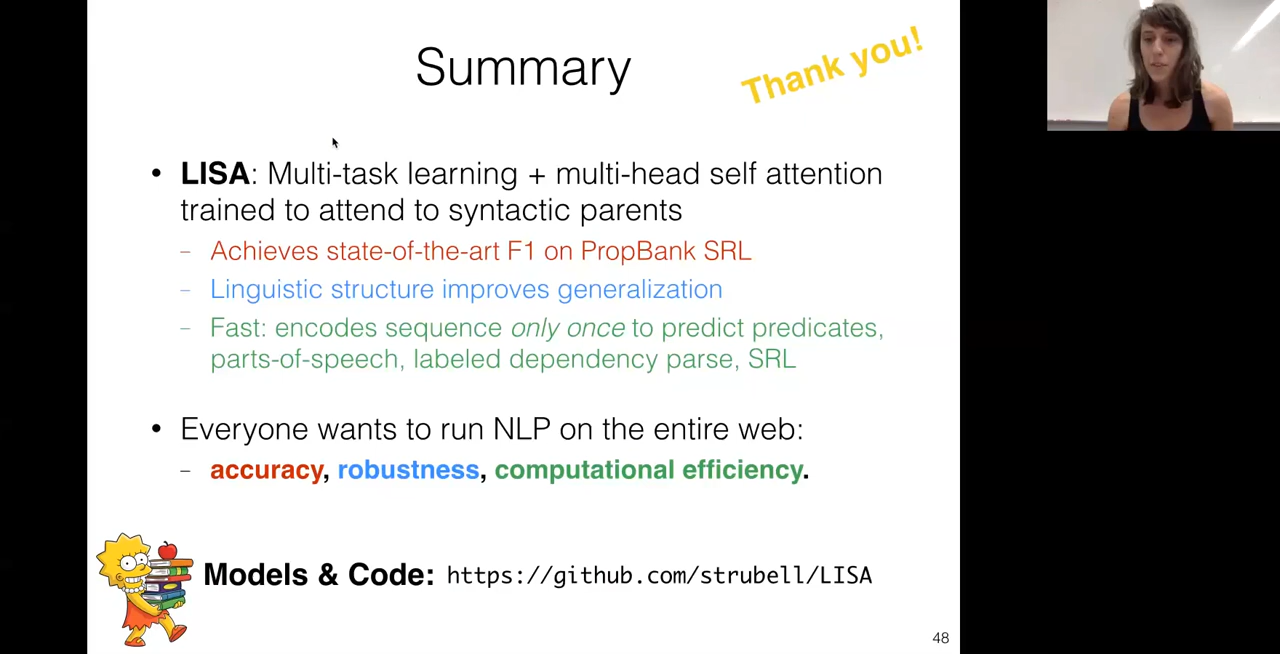 Summary
Thank you!
• LISA: Multi-task learning + multi-head self attention
trained to attend to syntactic parents
– Achieves state-of-the-art F1 on PropBank SRL
– Linguistic structure improves generalization
– Fast: encodes sequence only once to predict predicates,
parts-of-speech, labeled dependency parse, SRL
• Everyone wants to run NLP on the entire web:
– accuracy, robustness, computational efficiency.
Models & Code: https://github.com/strubell/LISA
48